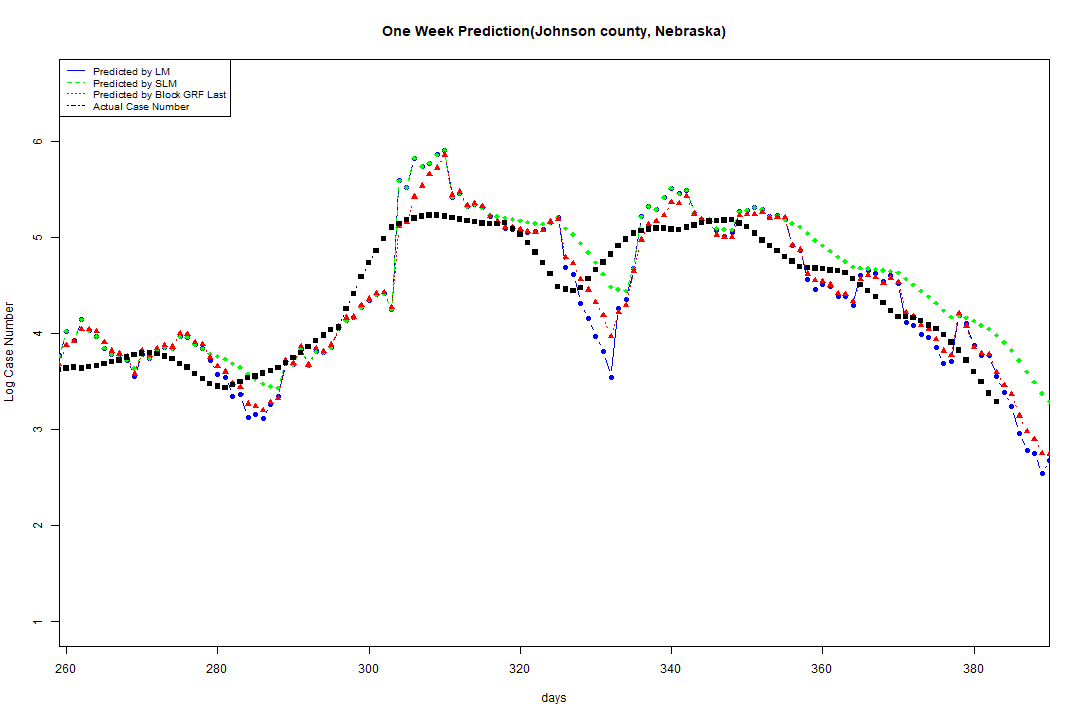 One Week Prediction(Johnson county, Nebraska)
Predicted by LM
Predicted by SLM
Predicted by Block GRF Last
Actual Case Number
6
5
4
3
2
1
Log Case Number
260 280 300 320 340 360 380
days